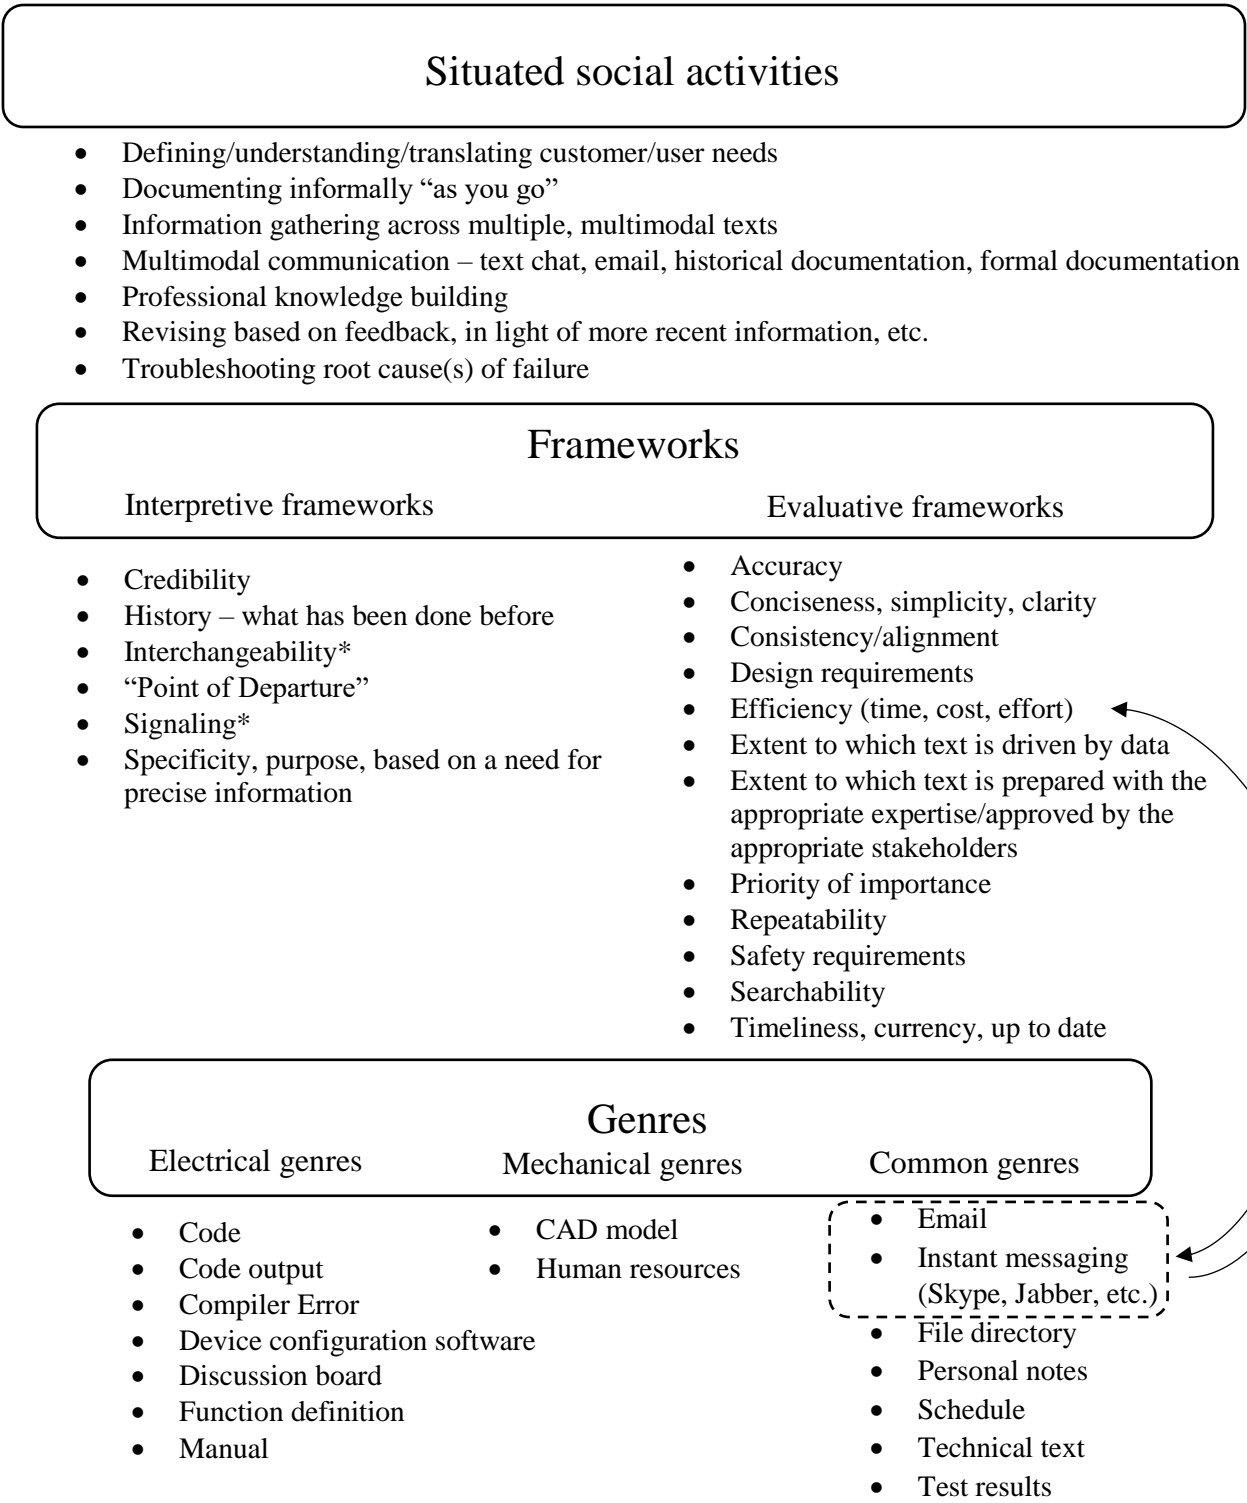 Situated social activities
• Defining/understanding/translating customer/user needs
• Documenting informally “as you go”
• Information gathering across multiple, multimodal texts
• Multimodal communication – text chat, email, historical documentation, formal documentation
• Professional knowledge building
• Revising based on feedback, in light of more recent information, etc.
• Troubleshooting root cause(s) of failure
Frameworks
Interpretive frameworks
• Credibility
• History – what has been done before
• Interchangeability*
• “Point of Departure”
• Signaling*
• Specificity, purpose, based on a need for
precise information
Evaluative frameworks
• Accuracy
• Conciseness, simplicity, clarity
• Consistency/alignment
• Design requirements
• Efficiency (time, cost, effort)
• Extent to which text is driven by data
• Extent to which text is prepared with the
appropriate expertise/approved by the
appropriate stakeholders
• Priority of importance
• Repeatability
• Safety requirements
• Searchability
• Timeliness, currency, up to date
Genres
Electrical genres
• Code
• Code output
• Compiler Error
• Device configuration software
• Discussion board
• Function definition
• Manual
Mechanical genres
• CAD model
• Human resources
Common genres
• Email
• Instant messaging
(Skype, Jabber, etc.)
• File directory
• Personal notes
• Schedule
• Technical text
• Test results